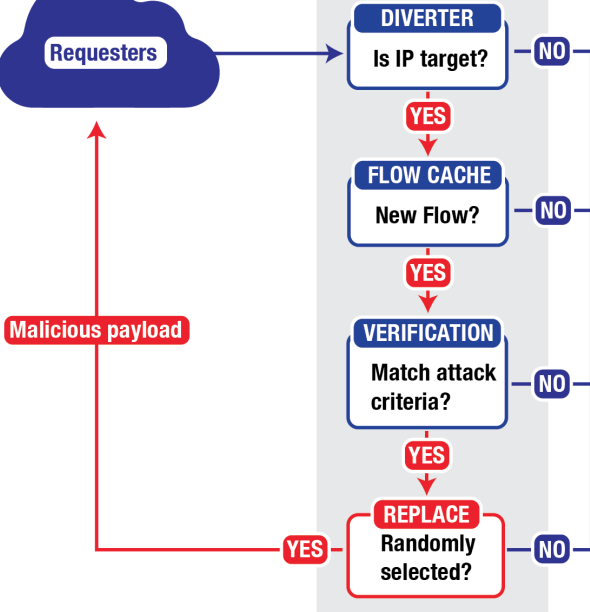 DIVERTER
Requesters
Is IP target?
NO
YES
FLOW CACHE
New Flow?
NO
YES
Malicious payload
VERIFICATION
Match attack
criteria?
NO
YES
REPLACE
Randomly
selected?
YES
NO